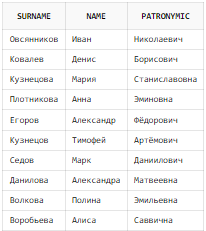 SURNAME NAME PATRONYMIC
Овсянников Иван Николаевич
Ковалев Денис Борисович
Кузнецова Мария Станиславовна
Плотникова Анна Эминовна
Егоров Александр Фёдорович
Кузнецов Тимофей Артёмович
Седов Марк Даниилович
Данилова Александра Матвеевна
Волкова Полина Эмильевна
Воробьева Алиса Саввична